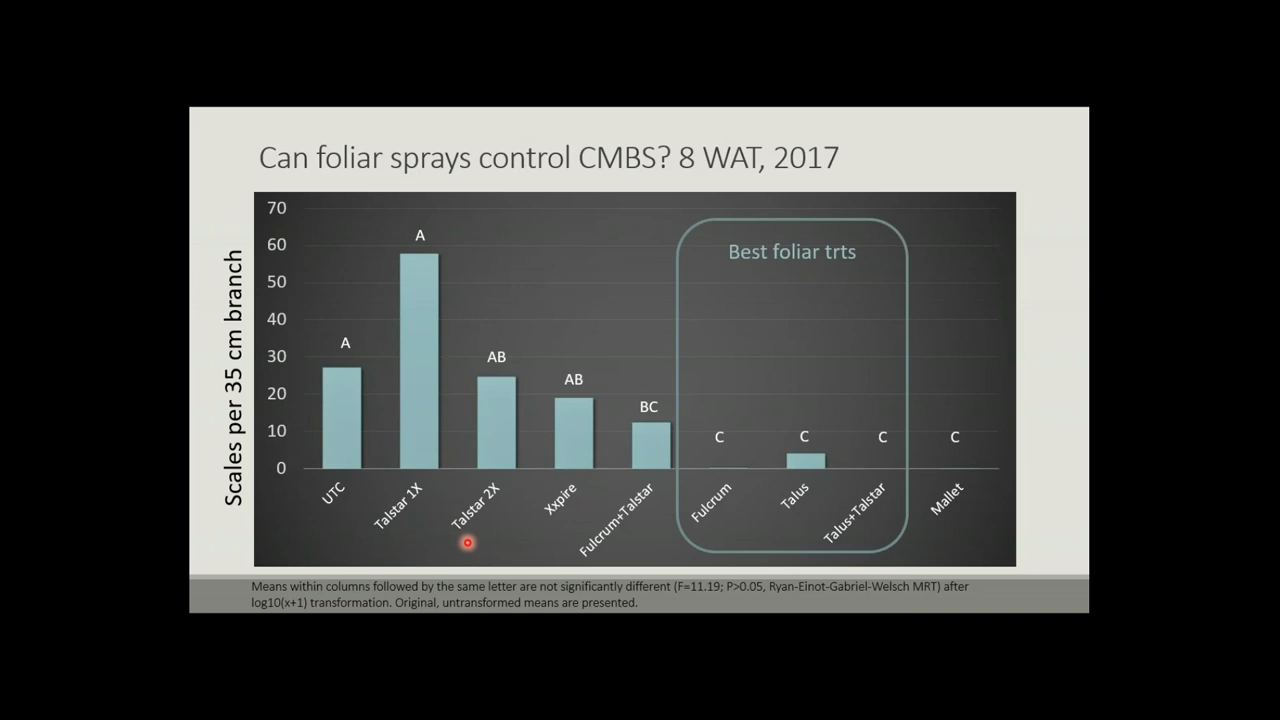 Can foliar sprays control CMBS? 8 WAT, 2017
Scales per 35 cm branch
70
60
50
40
30
20
10
0
A
A
AB
AB
BC
C
C
C
C
Best foliar trts
UTC
Talstar 1X
Talstar 2X
Xxpire
Fulcrum+Talstar
Fulcrum
Talus
Talus+Talstar
Mallet
Means within columns followed by the same letter are not significantly different (F=11.19; P>0.05, Ryan-Einot-Gabriel-Welsch MRT) after
log10(x+1) transformation. Original, untransformed means are presented.